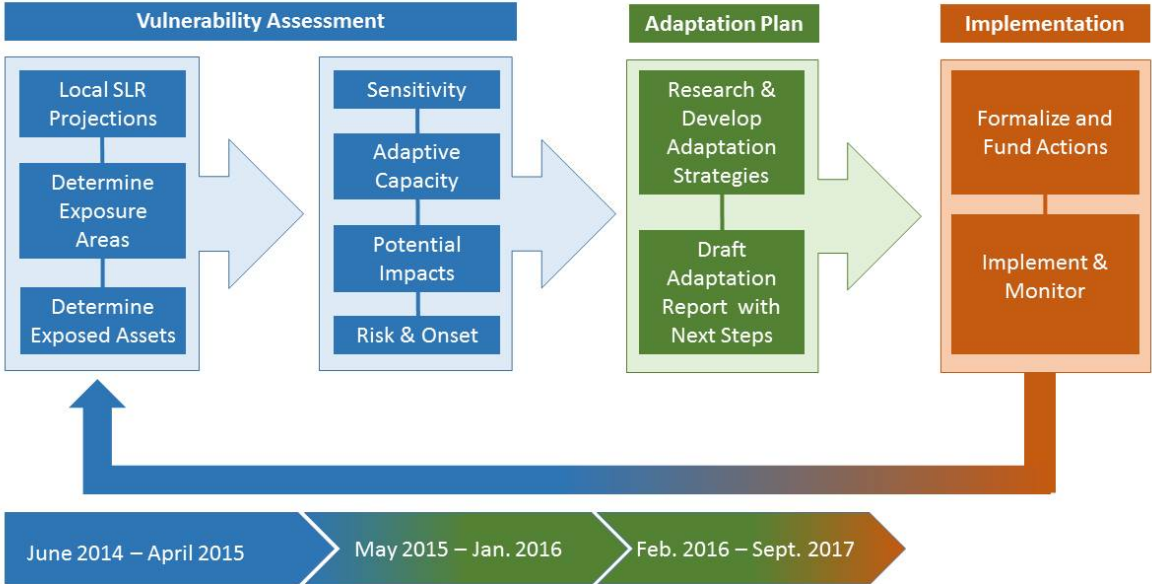 Vulnerability Assessment
Local SLR
Projections
Determine
Exposure
Areas
Determine
Exposed Assets
Sensitivity
Adaptive
Capacity
Potential
Impacts
Risk & Onset
Adaptation Plan
Research &
Develop
Adaptation
Strategies
Draft
Adaptation
Report with
Next Steps
Implementation
Formalize and
Fund Actions
Implement &
Monitor
June 2014 – April 2015
May 2015 – Jan. 2016
Feb. 2016 – Sept. 2017